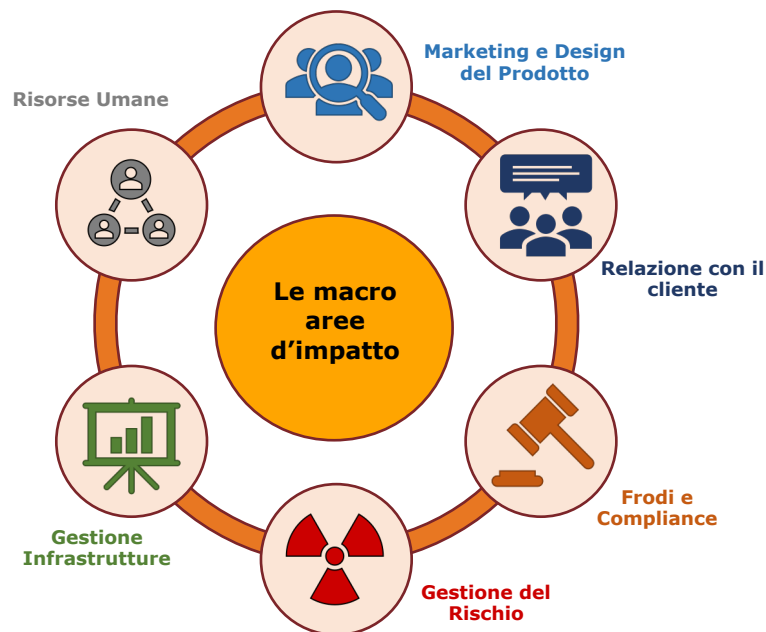 Marketing e Design
del Prodotto
Risorse Umane
Relazione con il
cliente
Le macro
aree
d’impatto
Frodi e
Compliance
Gestione
Infrastrutture
Gestione del
Rischio